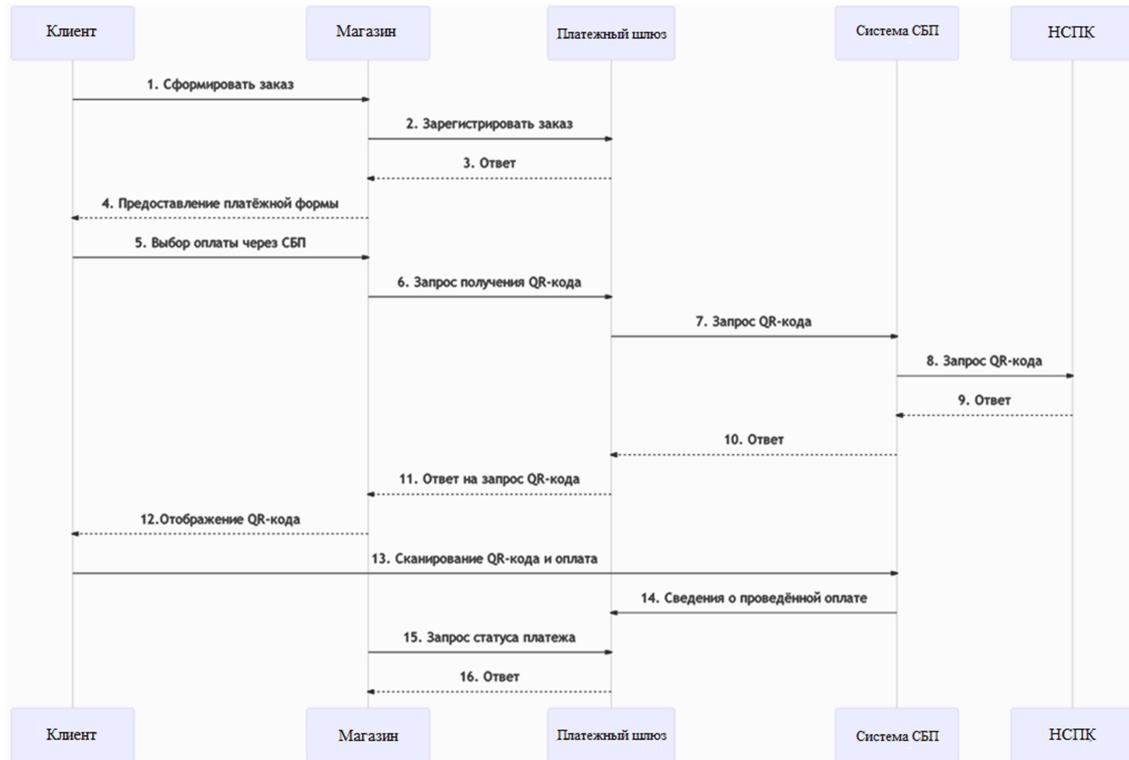 Клиент
Магазин
Платежный шлюз
Система СБП
НСПК
1. Сформировать заказ
2. Зарегистрировать заказ
3. Ответ
4. Предоставление платёжной формы
5. Выбор оплаты через СБП
6. Запрос получения QR-кода
7. Запрос QR-кода
8. Запрос QR-кода
9. Ответ
10. Ответ
11. Ответ на запрос QR-кода
12.Отображение QR-кода
13. Сканирование QR-кода и оплата
14. Сведения о проведённой оплате
15. Запрос статуса платежа
16. Ответ
Клиент
Магазин
Платежный шлюз
Система СБП
НСПК